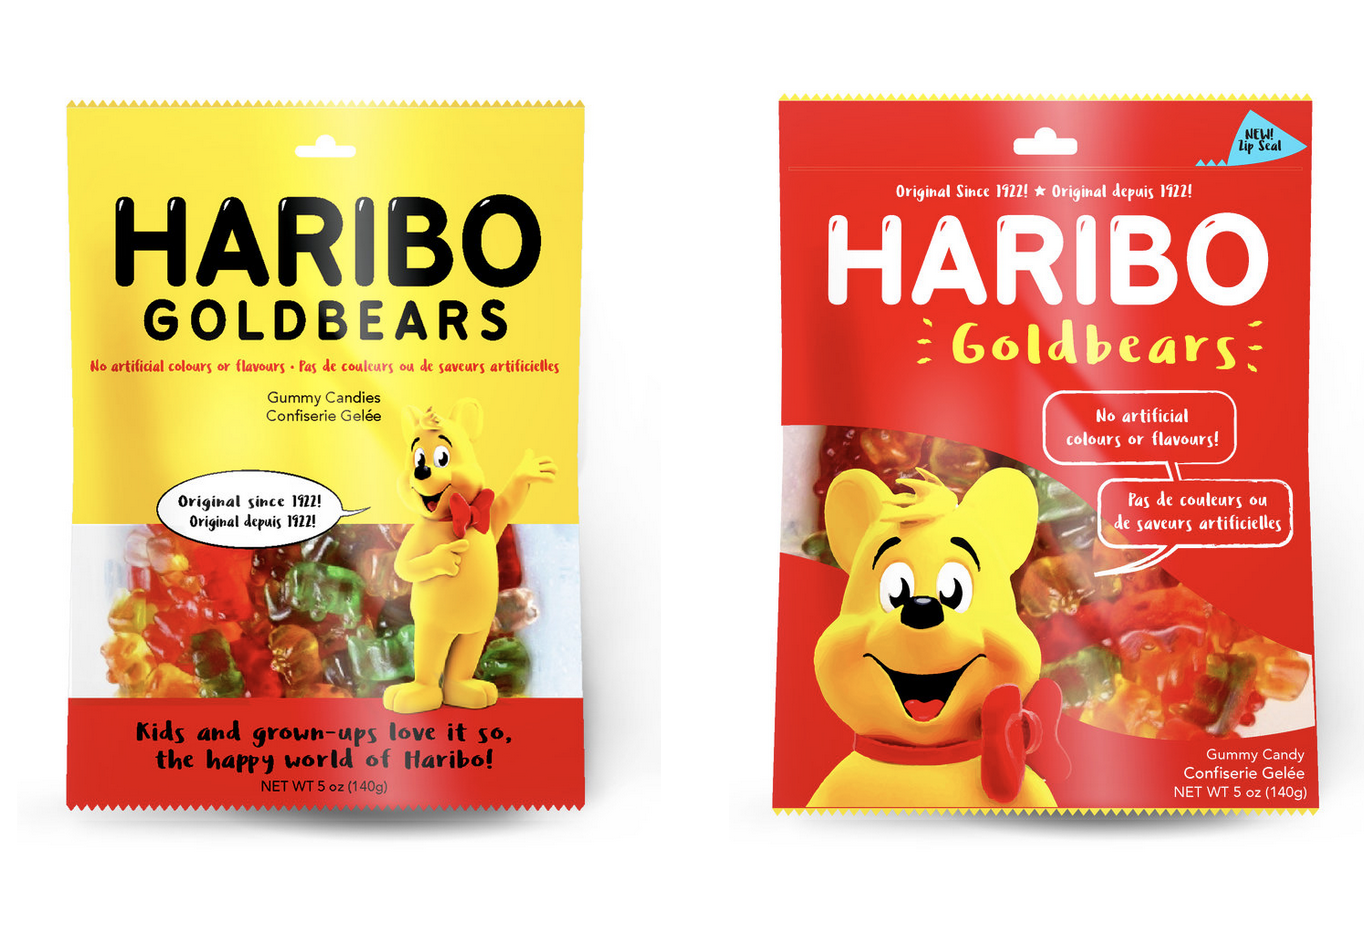 HARIBO
GOLDBEARS
No artificial colours or flavours • Pas de couleurs ou de saveurs artificielles
Gummy Candies
Confiserie Gelée
Original since 1922!
Original depuis 1922!
Kids and grown-ups love it so,
the happy world of Haribo!
NET WT 5 oz (140g)
NEW!
Zip Seal
Original Since 1922! ★ Original depuis 1922!
HARIBO
Goldbears
No artificial
colours or flavours!
Pas de couleurs ou
de saveurs artificielles
Gummy Candy
Confiserie Gelée
NET WT 5 oz (140g)